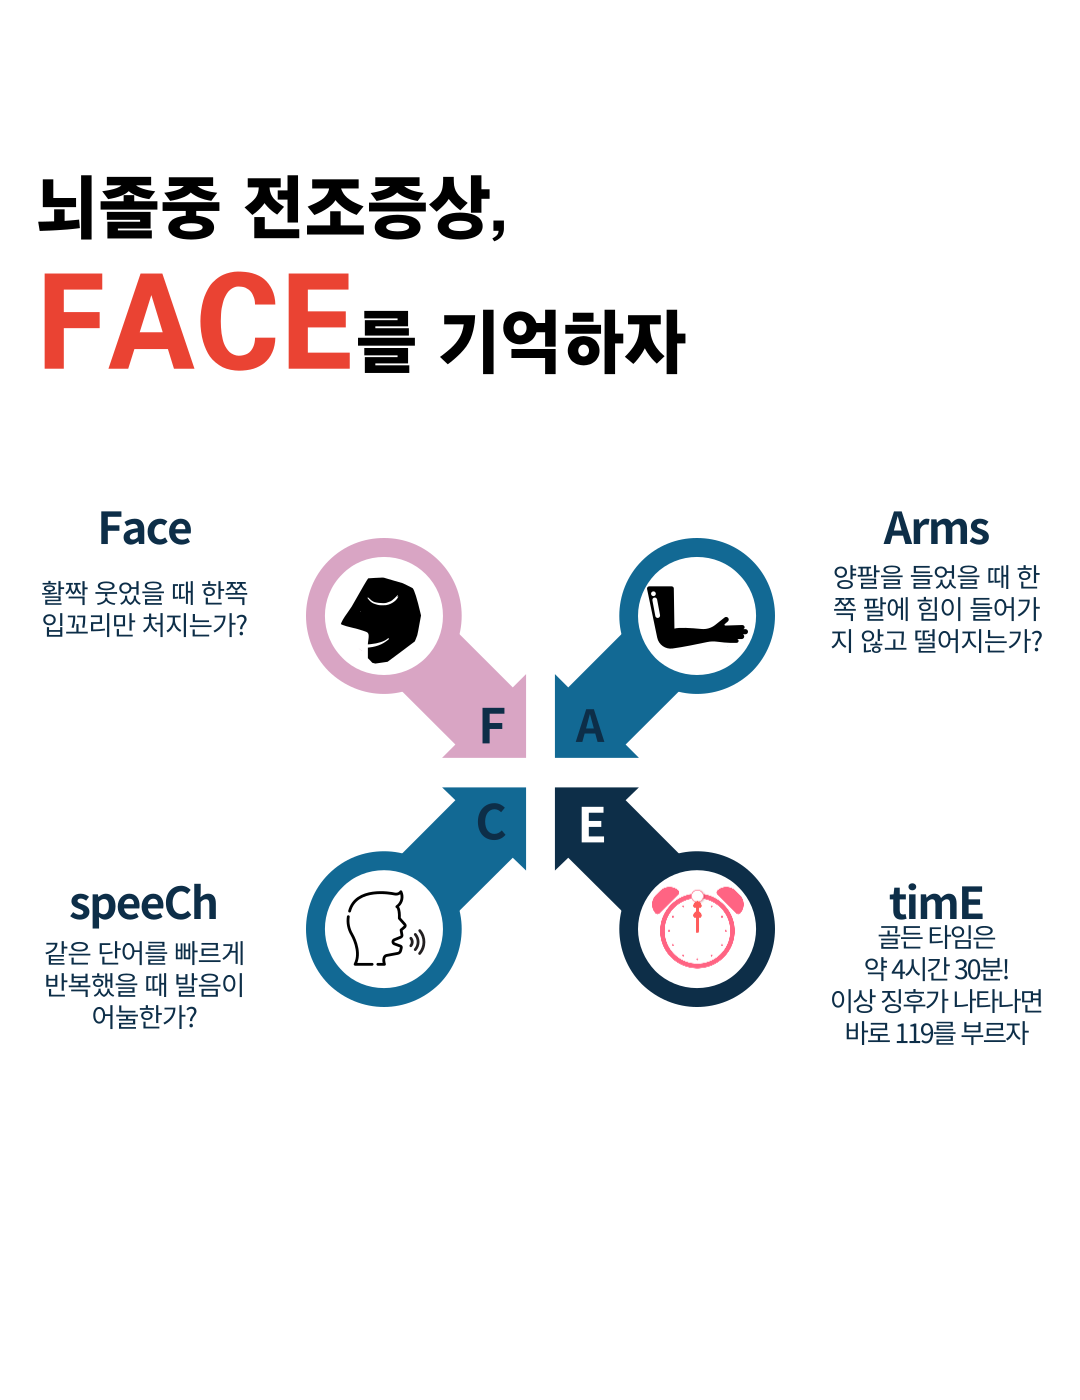 뇌졸중 전조증상,
FACE를 기억하자
Face
활짝 웃었을 때 한쪽
입꼬리만 처지는가?
Arms
양팔을 들었을 때 한
쪽 팔에 힘이 들어가
지 않고 떨어지는가?
F
A
C
E
speeCh
같은 단어를 빠르게
반복했을 때 발음이
어눌한가?
timE
골든 타임은
약 4시간 30분!
이상 징후가 나타나면
바로 119를 부르자